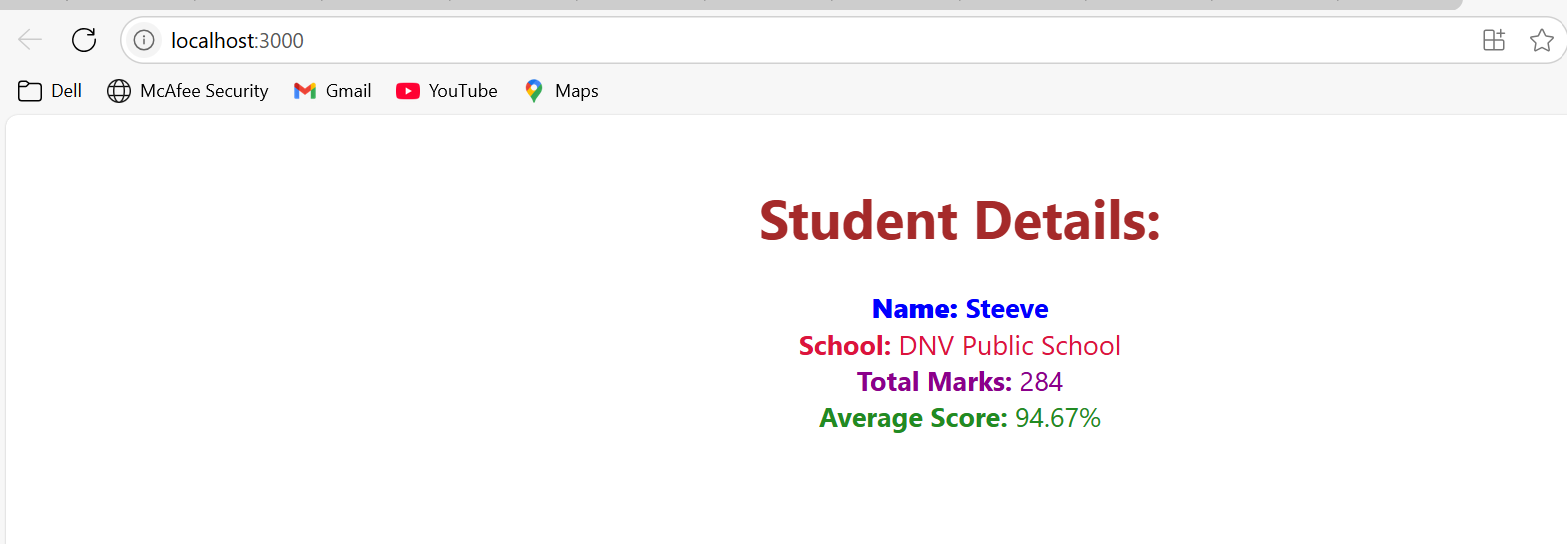 localhost:3000
Dell McAfee Security Gmail YouTube Maps
Student Details:
Name: Steeve
School: DNV Public School
Total Marks: 284
Average Score: 94.67%